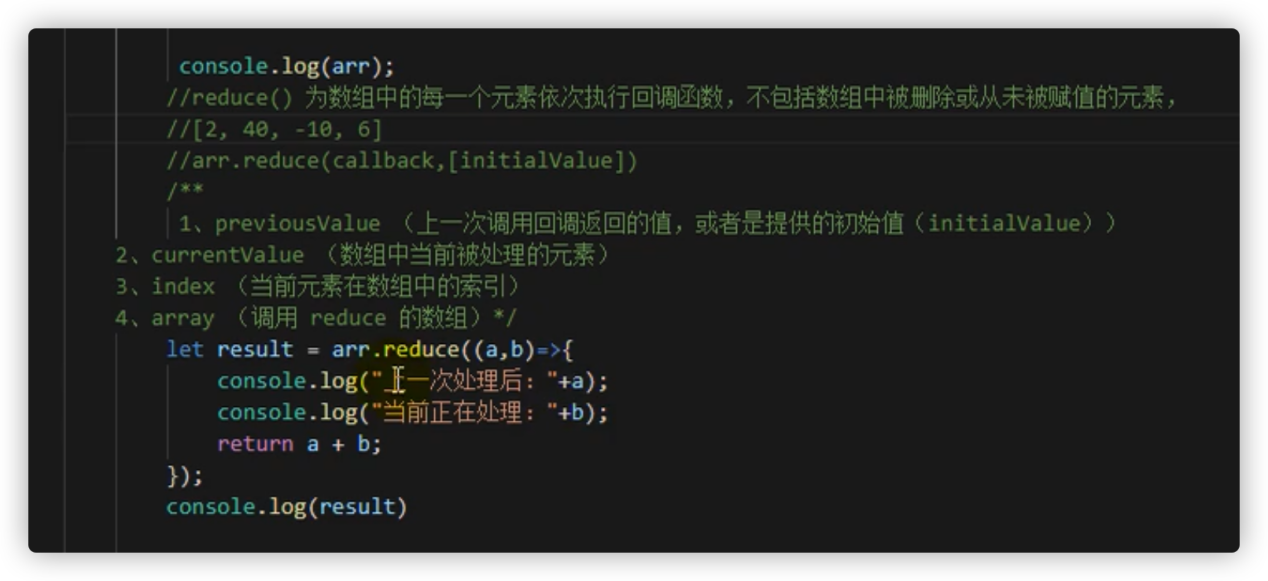 console.log(arr);
//reduce() 为数组中的每一个元素依次执行回调函数，不包括数组中被删除或从未被赋值的元素，
//[2, 40, -10, 6]
//arr.reduce(callback,[initialValue])
/**
1、previousValue （上一次调用回调返回的值，或者是提供的初始值（initialValue））
2、currentValue （数组中当前被处理的元素）
3、index （当前元素在数组中的索引）
4、array （调用 reduce 的数组）*/
let result = arr.reduce((a,b)=>{
console.log("上一次处理后："+a);
console.log("当前正在处理："+b);
return a + b;
});
console.log(result)